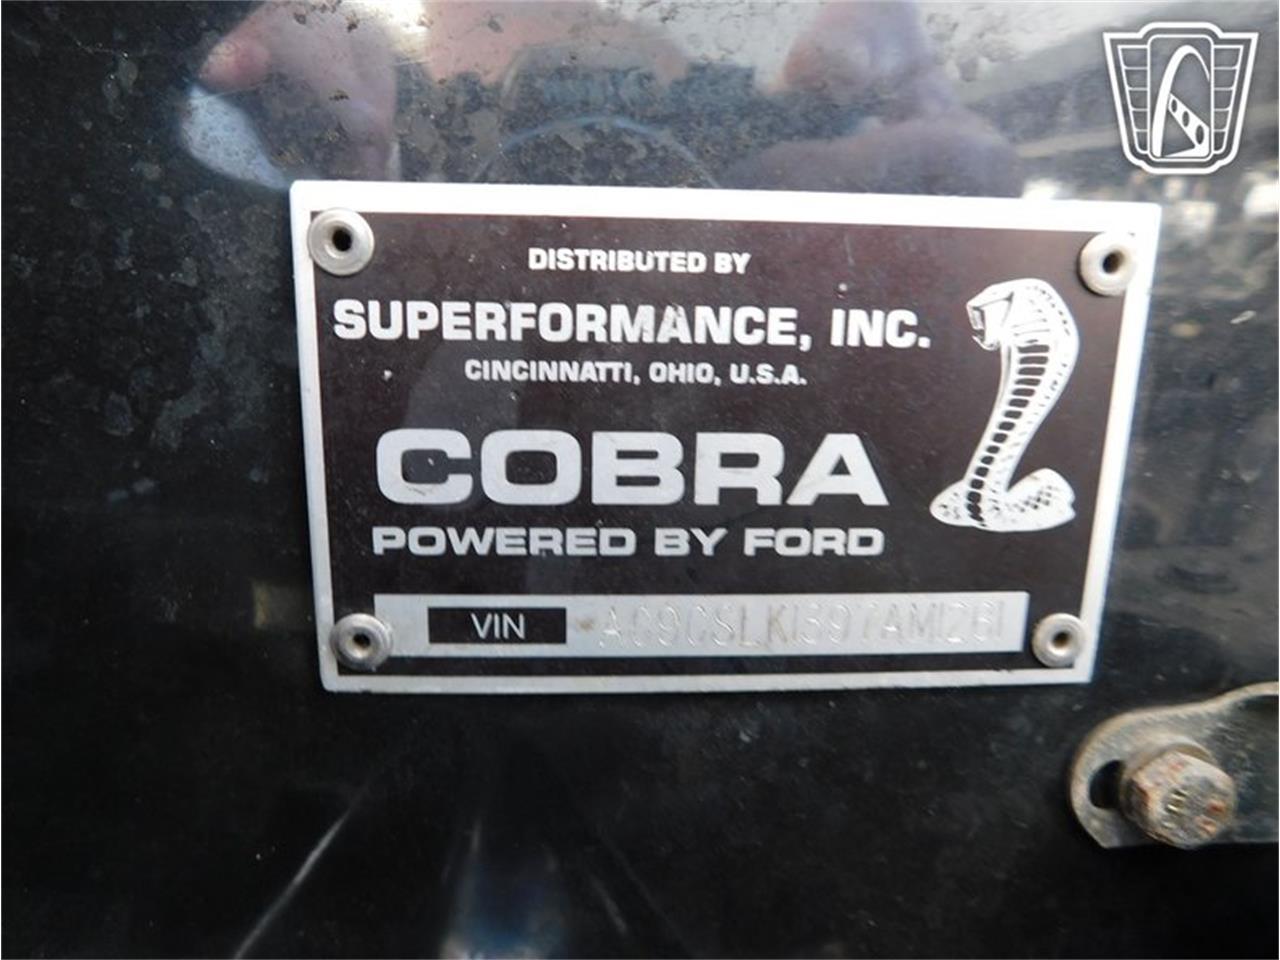 DISTRIBUTED BY
SUPERFORMANCE, INC.
CINCINNATTI, OHIO, U.S.A.
COBRA
POWERED BY FORD
VIN